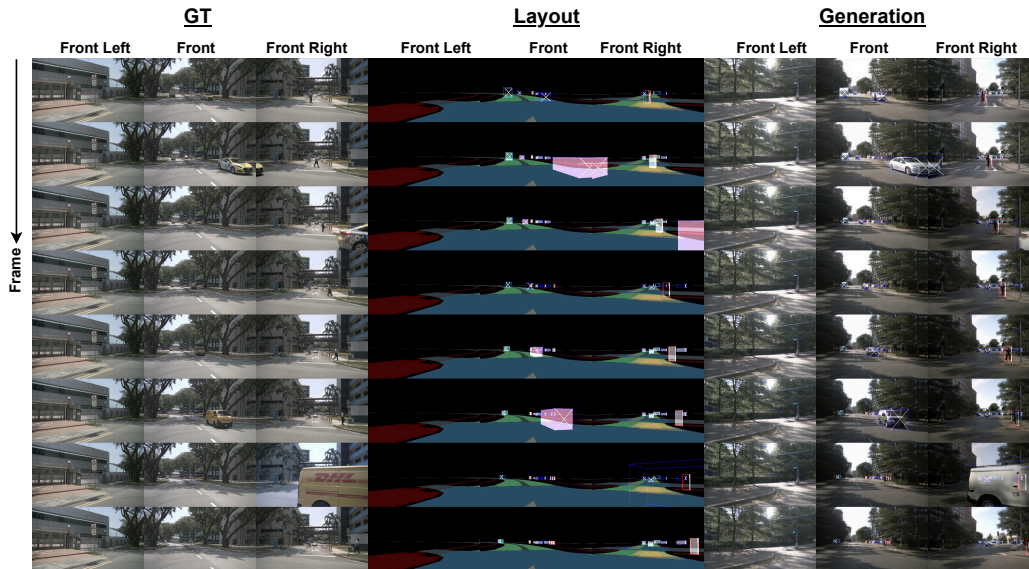 GT Layout Generation
Front Left Front Front Right Front Left Front Front Right Front Left Front Front Right
Frame
DHL